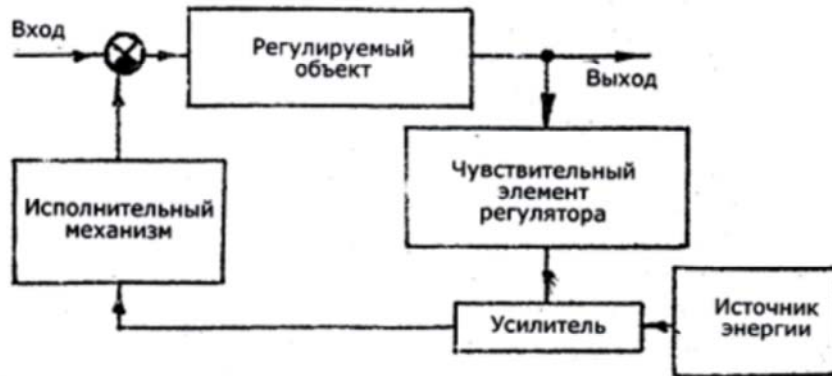 Вход
Регулируемый
объект
Выход
Чувствительный
элемент
регулятора
Исполнительный
механизм
Усилитель
Источник
энергии